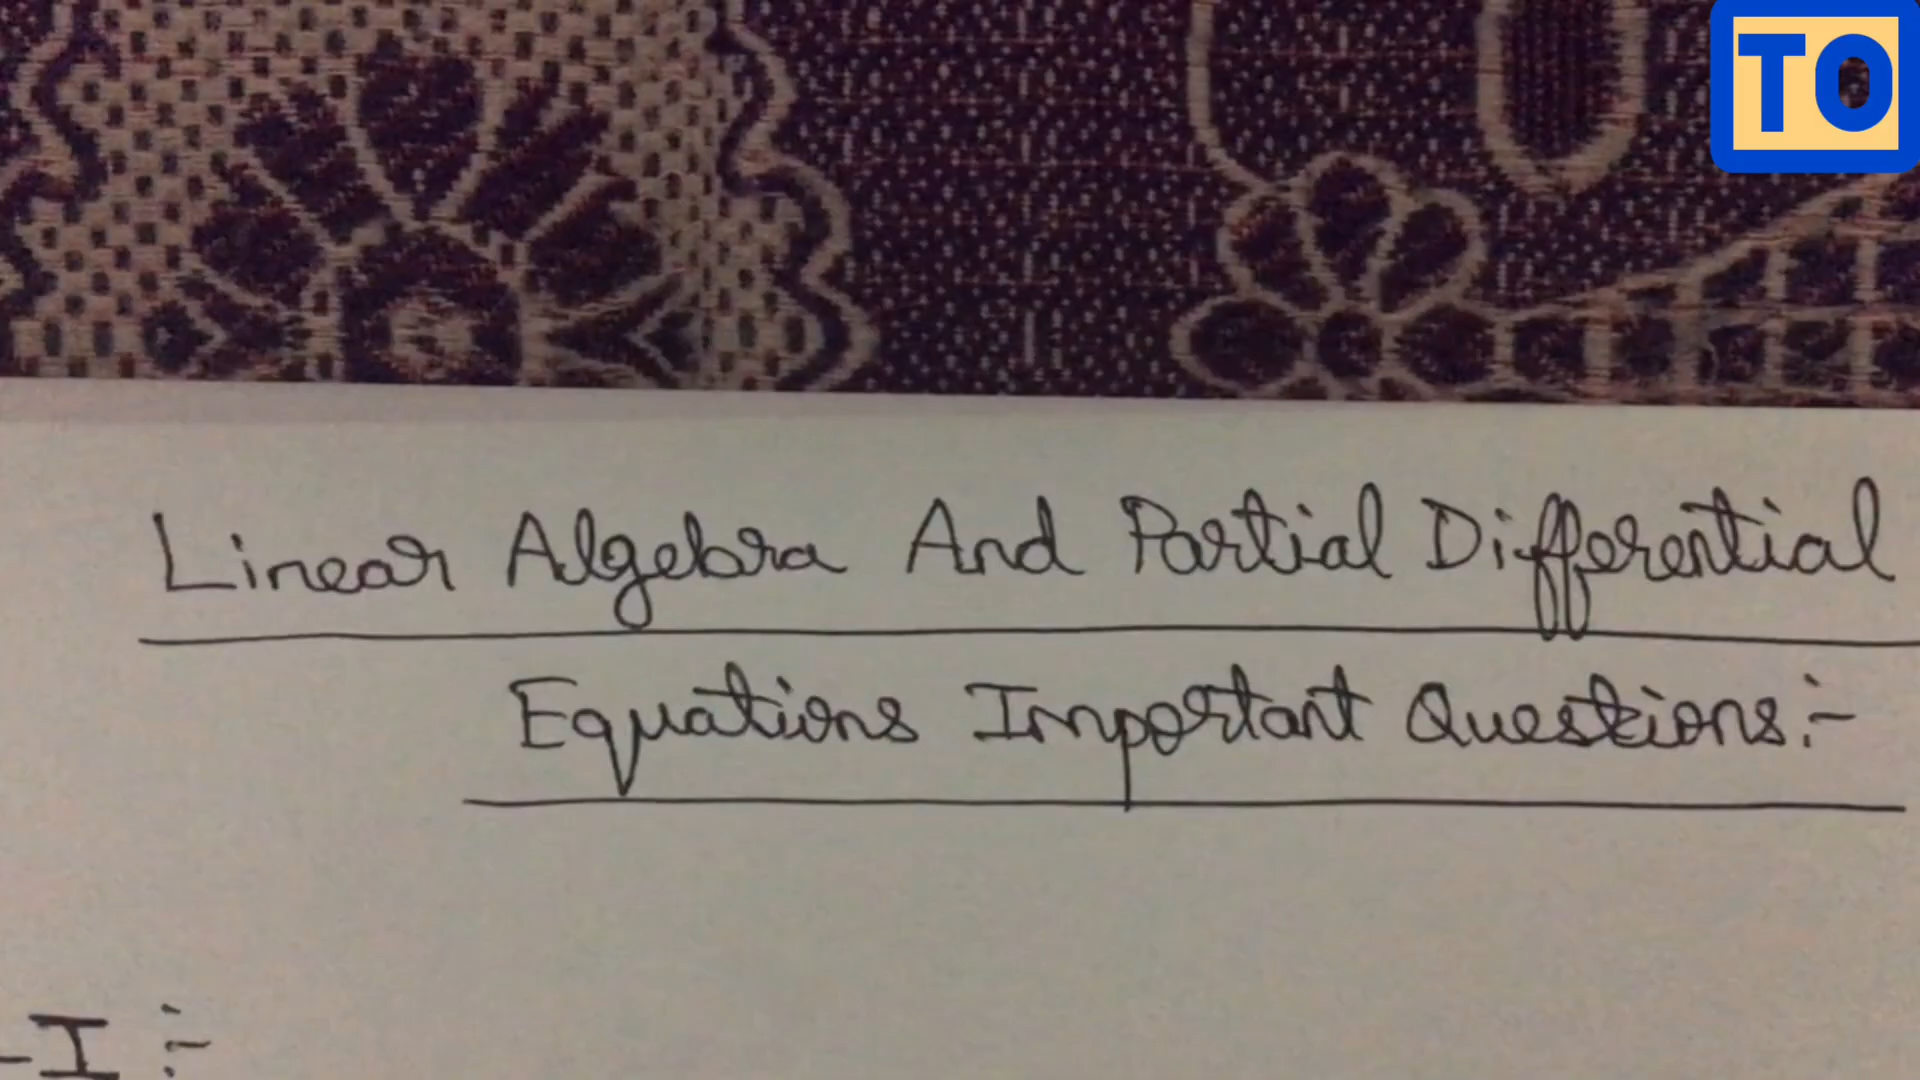 TO
Linear Algebra And Partial Differential
Equations Important Questions:-
-I :-